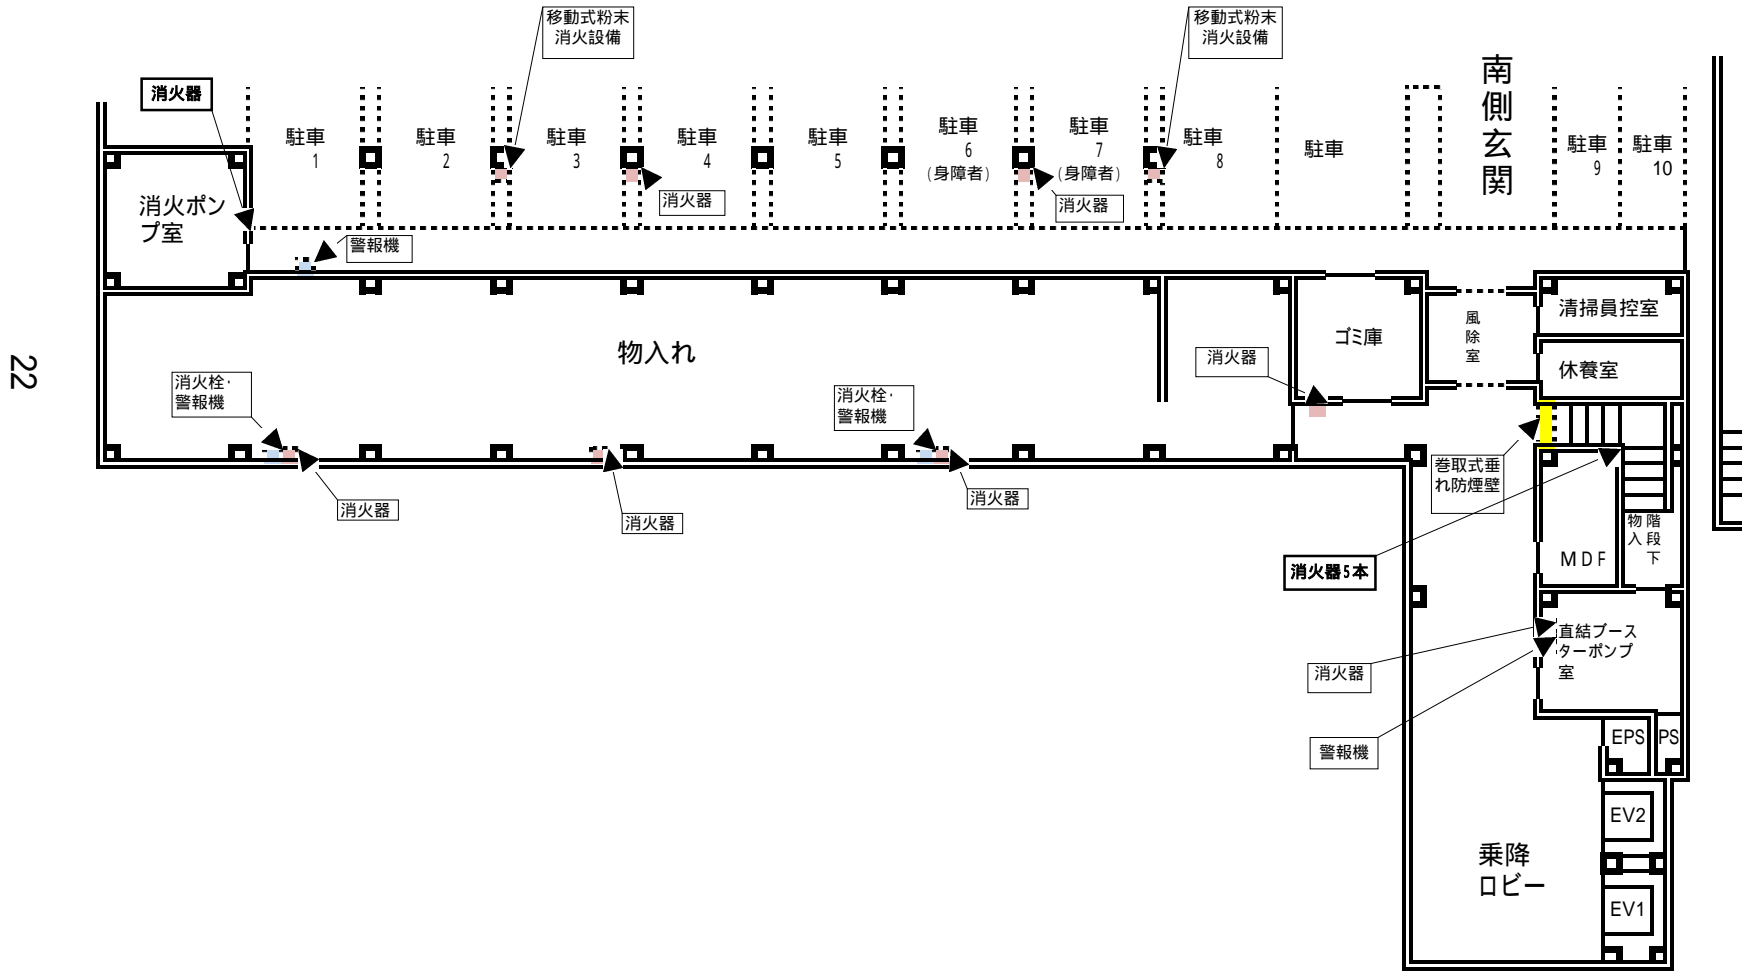 移動式粉末
消火設備
移動式粉末
消火設備
消火器
南側玄関
駐車
1
駐車
2
駐車
3
駐車
4
駐車
5
駐車
6
(身障者)
駐車
7
(身障者)
駐車
8
駐車
駐車
9
駐車
10
消火器
消火器
消火ポン
プ室
警報機
清掃員控室
風除室
ゴミ庫
物入れ
消火器
休養室
22
消火栓・
警報機
消火栓・
警報機
巻取式垂
れ防煙壁
消火器
消火器
消火器
階段下
物入
MDF
消火器5本
直結ブース
ターポンプ
室
消火器
警報機
EPS
PS
EV2
乗降
ロビー
EV1